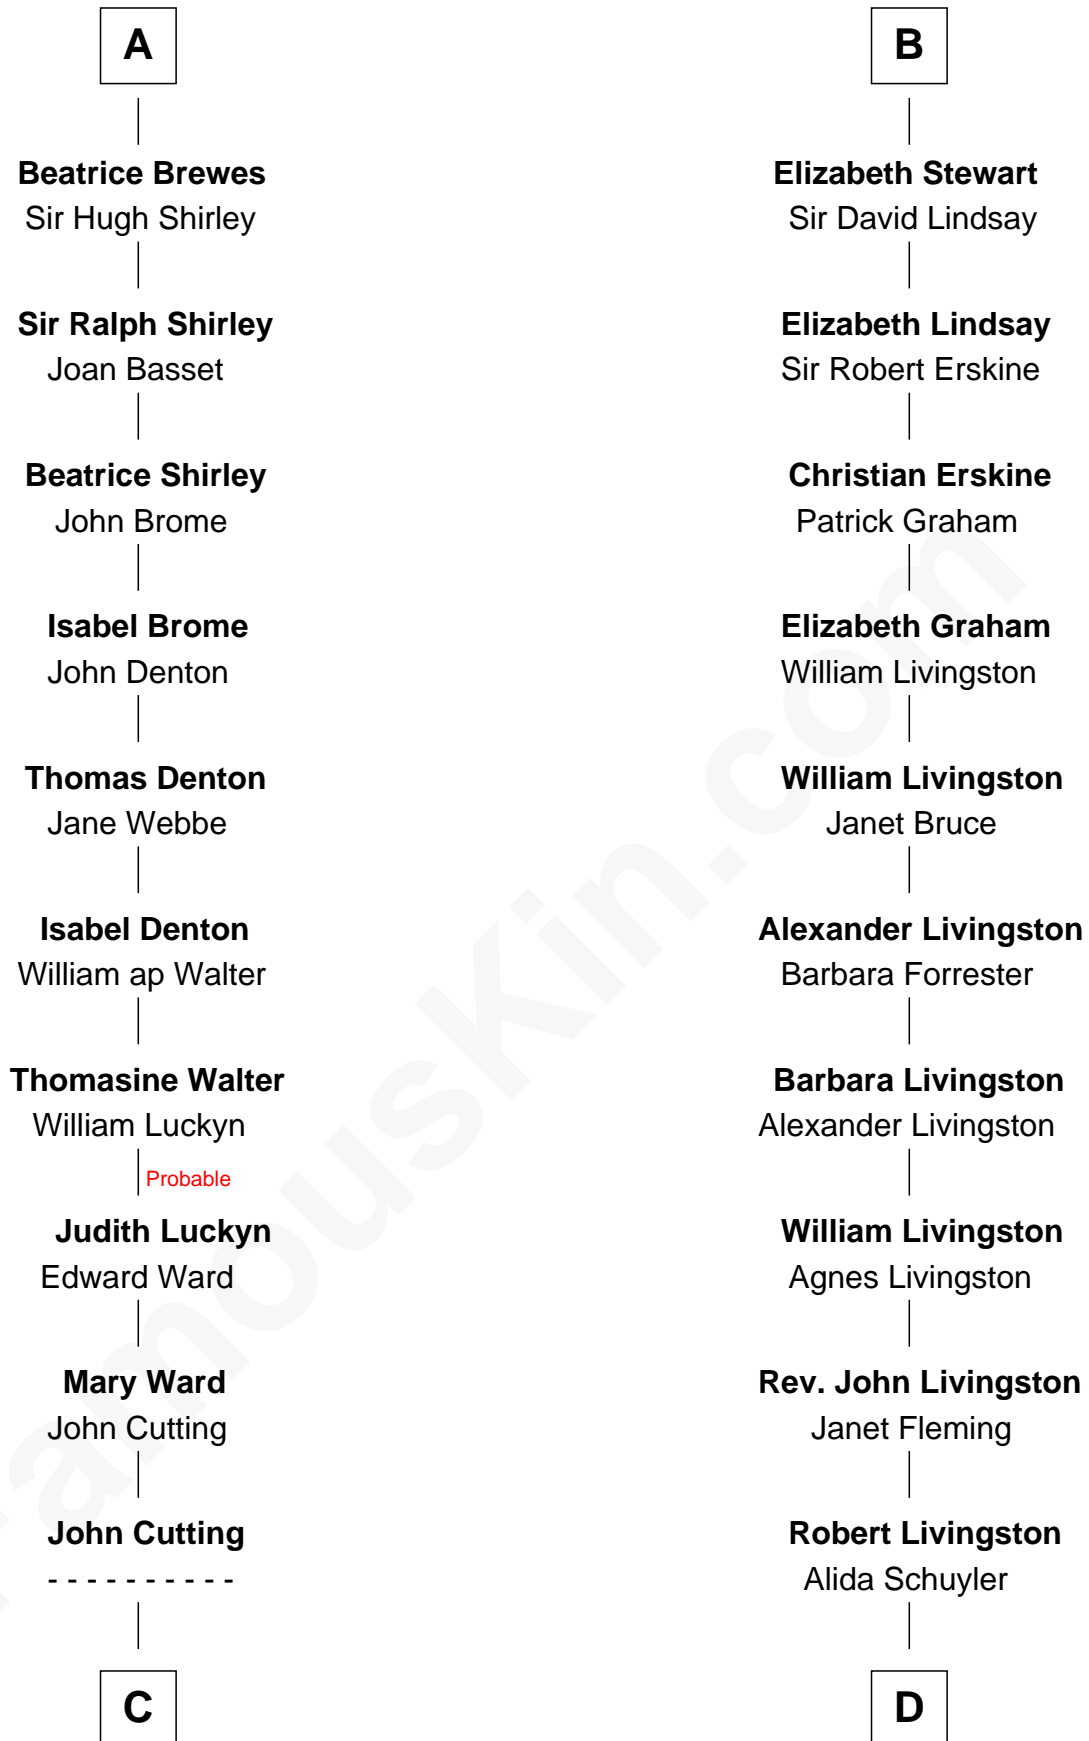 A
Beatrice Brewes
Sir Hugh Shirley
Sir Ralph Shirley
Joan Basset
Beatrice Shirley
John Brome
Isabel Brome
John Denton
Thomas Denton
Jane Webbe
Isabel Denton
William ap Walter
Thomasine Walter
William Luckyn
Probable
Judith Luckyn
Edward Ward
Mary Ward
John Cutting
John Cutting
- - - - - - - - - -
C
B
Elizabeth Stewart
Sir David Lindsay
Elizabeth Lindsay
Sir Robert Erskine
Christian Erskine
Patrick Graham
Elizabeth Graham
William Livingston
William Livingston
Janet Bruce
Alexander Livingston
Barbara Forrester
Barbara Livingston
Alexander Livingston
William Livingston
Agnes Livingston
Rev. John Livingston
Janet Fleming
Robert Livingston
Alida Schuyler
D
FamousKin.com